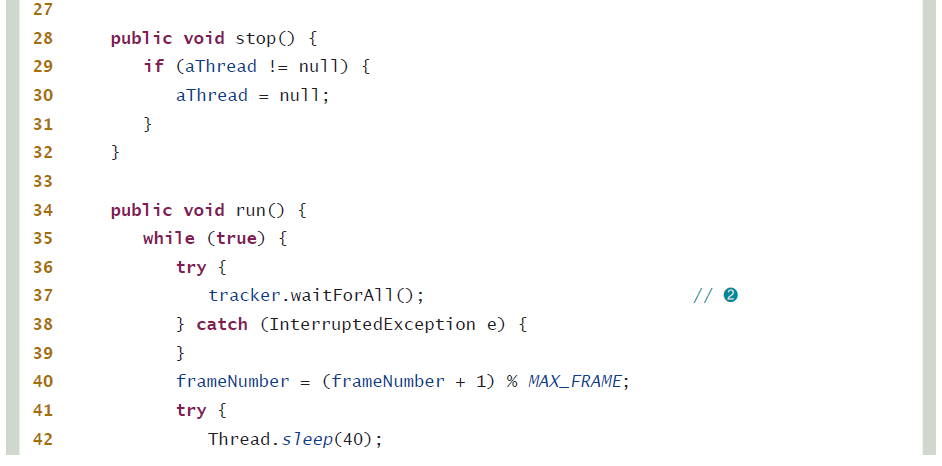 27
28 public void stop() {
29 if (aThread != null) {
30 aThread = null;
31 }
32 }
33
34 public void run() {
35 while (true) {
36 try {
37 tracker.waitForAll(); // ❷
38 } catch (InterruptedException e) {
39 }
40 frameNumber = (frameNumber + 1) % MAX_FRAME;
41 try {
42 Thread.sleep(40);